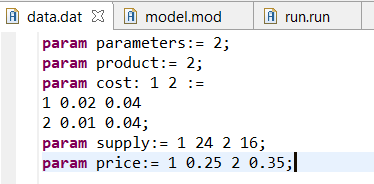 data.dat model.mod run.run
param parameters:= 2;
param product:= 2;
param cost: 1 2 :=
1 0.02 0.04
2 0.01 0.04;
param supply:= 1 24 2 16;
param price:= 1 0.25 2 0.35;